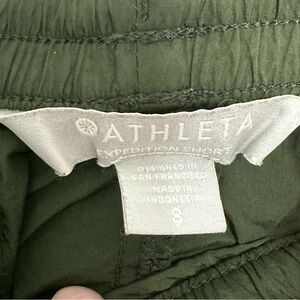 ATHLETA
EXPEDITION SHORT
DESIGNED IN
SAN FRANCISCO
MADE IN
INDONESIA
8